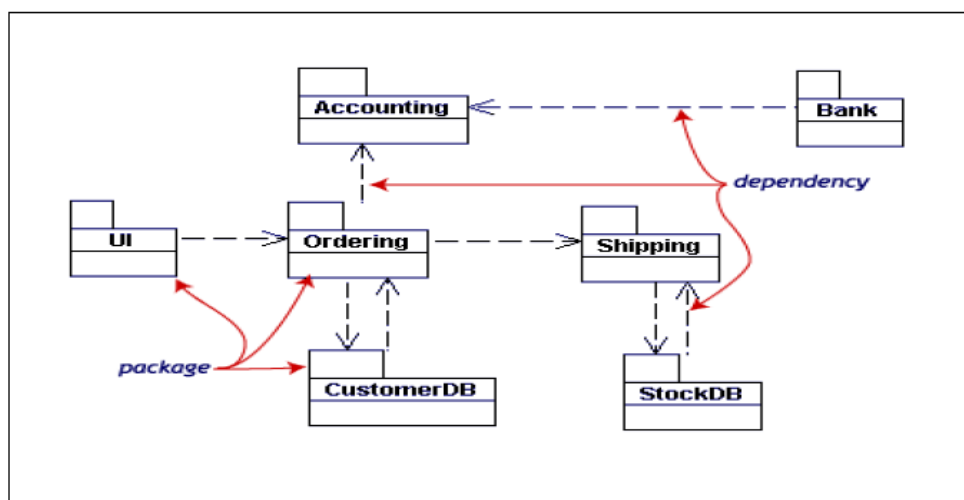 Accounting
Bank
dependency
UI
Ordering
Shipping
package
CustomerDB
StockDB